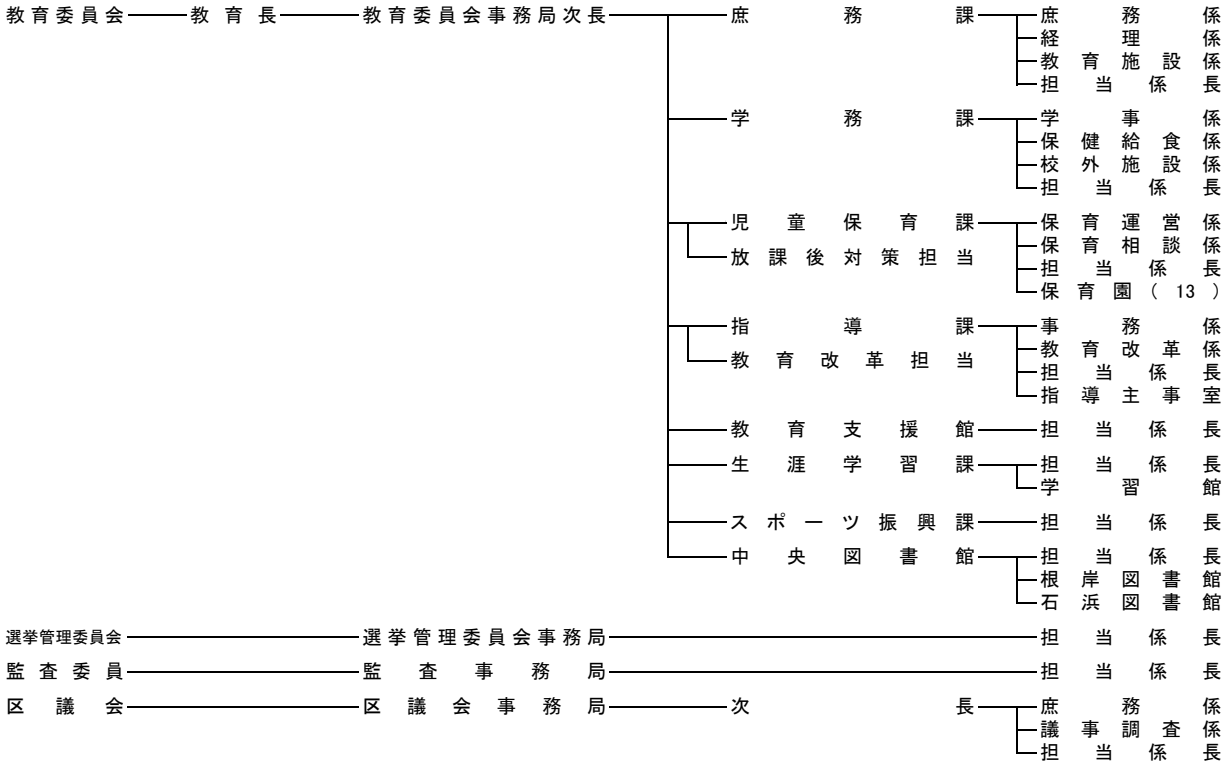 教育委員会 教育長 教育委員会事務局次長 庶務課 庶務係
経理係
教育施設係
担当係長
学務課 学事係
保健給食係
校外施設係
担当係長
児童保育課 保育運営係
保育相談係
放課後対策担当
担当係長
保育園(13)
指導課 事務係
教育改革係
教育改革担当
担当係長
指導主事室
教育支援館 担当係長
生涯学習課 担当係長
学習館
スポーツ振興課 担当係長
中央図書館 担当係長
根岸図書館
石浜図書館
選挙管理委員会 選挙管理委員会事務局 担当係長
監査委員 監査事務局 担当係長
区議会 区議会事務局 次長 庶務係
議事調査係
担当係長